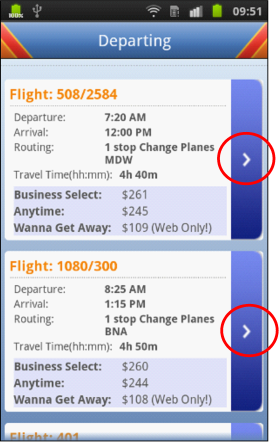 100%
09:51
Departing
Flight: 508/2584
Departure: 7:20 AM
Arrival: 12:00 PM
Routing: 1 stop Change Planes
MDW
Travel Time(hh:mm): 4h 40m
Business Select: $261
Anytime: $245
Wanna Get Away: $109 (Web Only!)
Flight: 1080/300
Departure: 8:25 AM
Arrival: 1:15 PM
Routing: 1 stop Change Planes
BNA
Travel Time(hh:mm): 4h 50m
Business Select: $260
Anytime: $244
Wanna Get Away: $108 (Web Only!)
Flight: 401